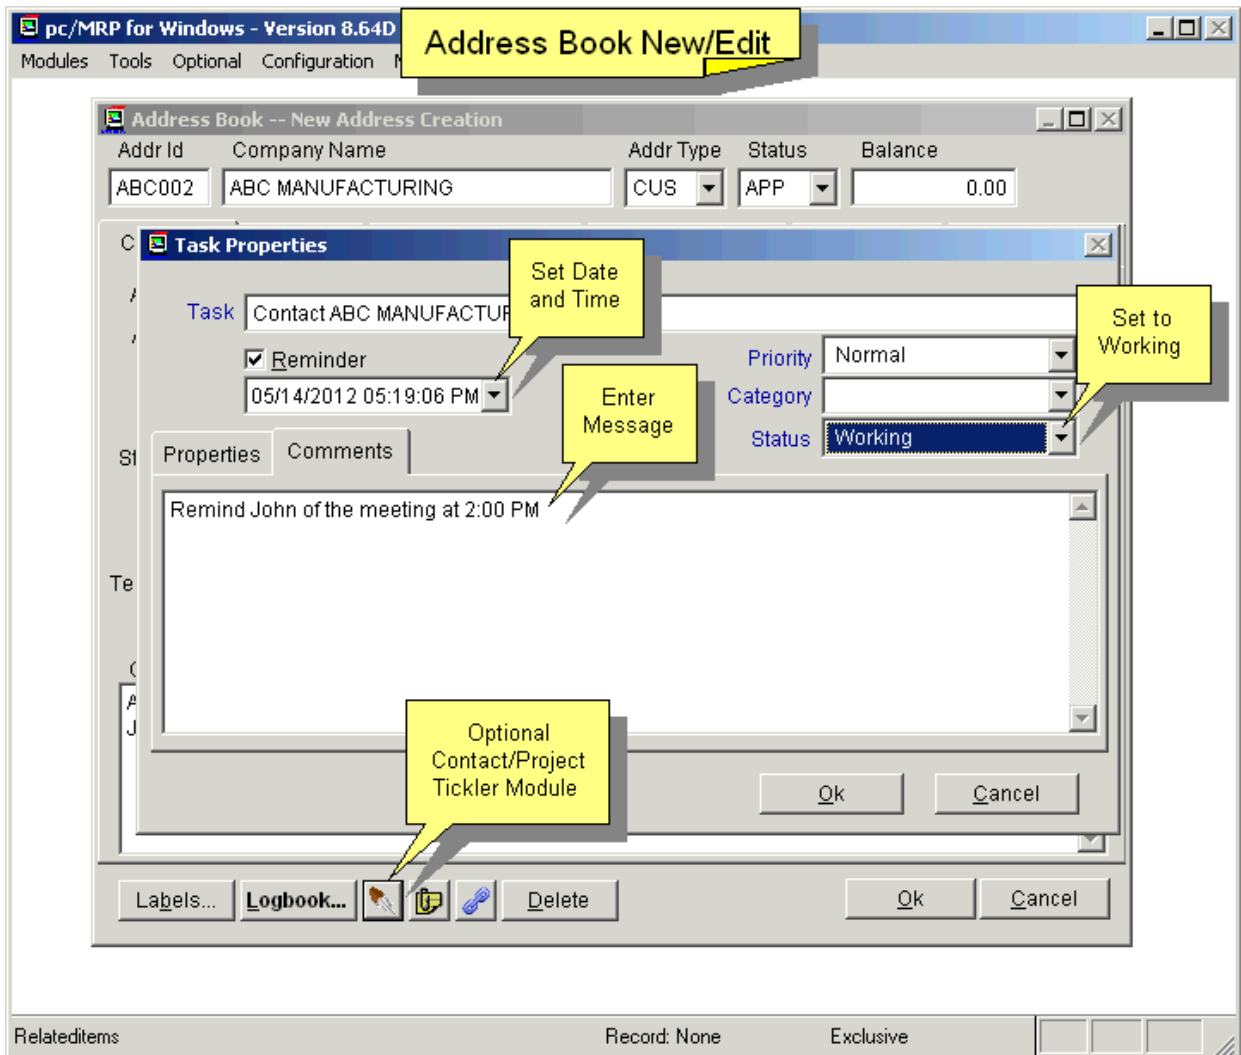 pc/MRP for Windows - Version 8.64D
Address Book New/Edit
Modules Tools Optional Configuration
Address Book -- New Address Creation
Addr Id Company Name Addr Type Status Balance
ABC002 ABC MANUFACTURING CUS APP 0.00
Task Properties
Set Date
and Time
Task Contact ABC MANUFACTUR
Set to
Working
Reminder
Priority Normal
05/14/2012 05:19:06 PM
Enter
Message
Category
Status Working
Properties Comments
St
Remind John of the meeting at 2:00 PM
Te
Optional
Contact/Project
Tickler Module
Ok Cancel
Labels... Logbook... Delete Ok Cancel
Relateditems Record: None Exclusive